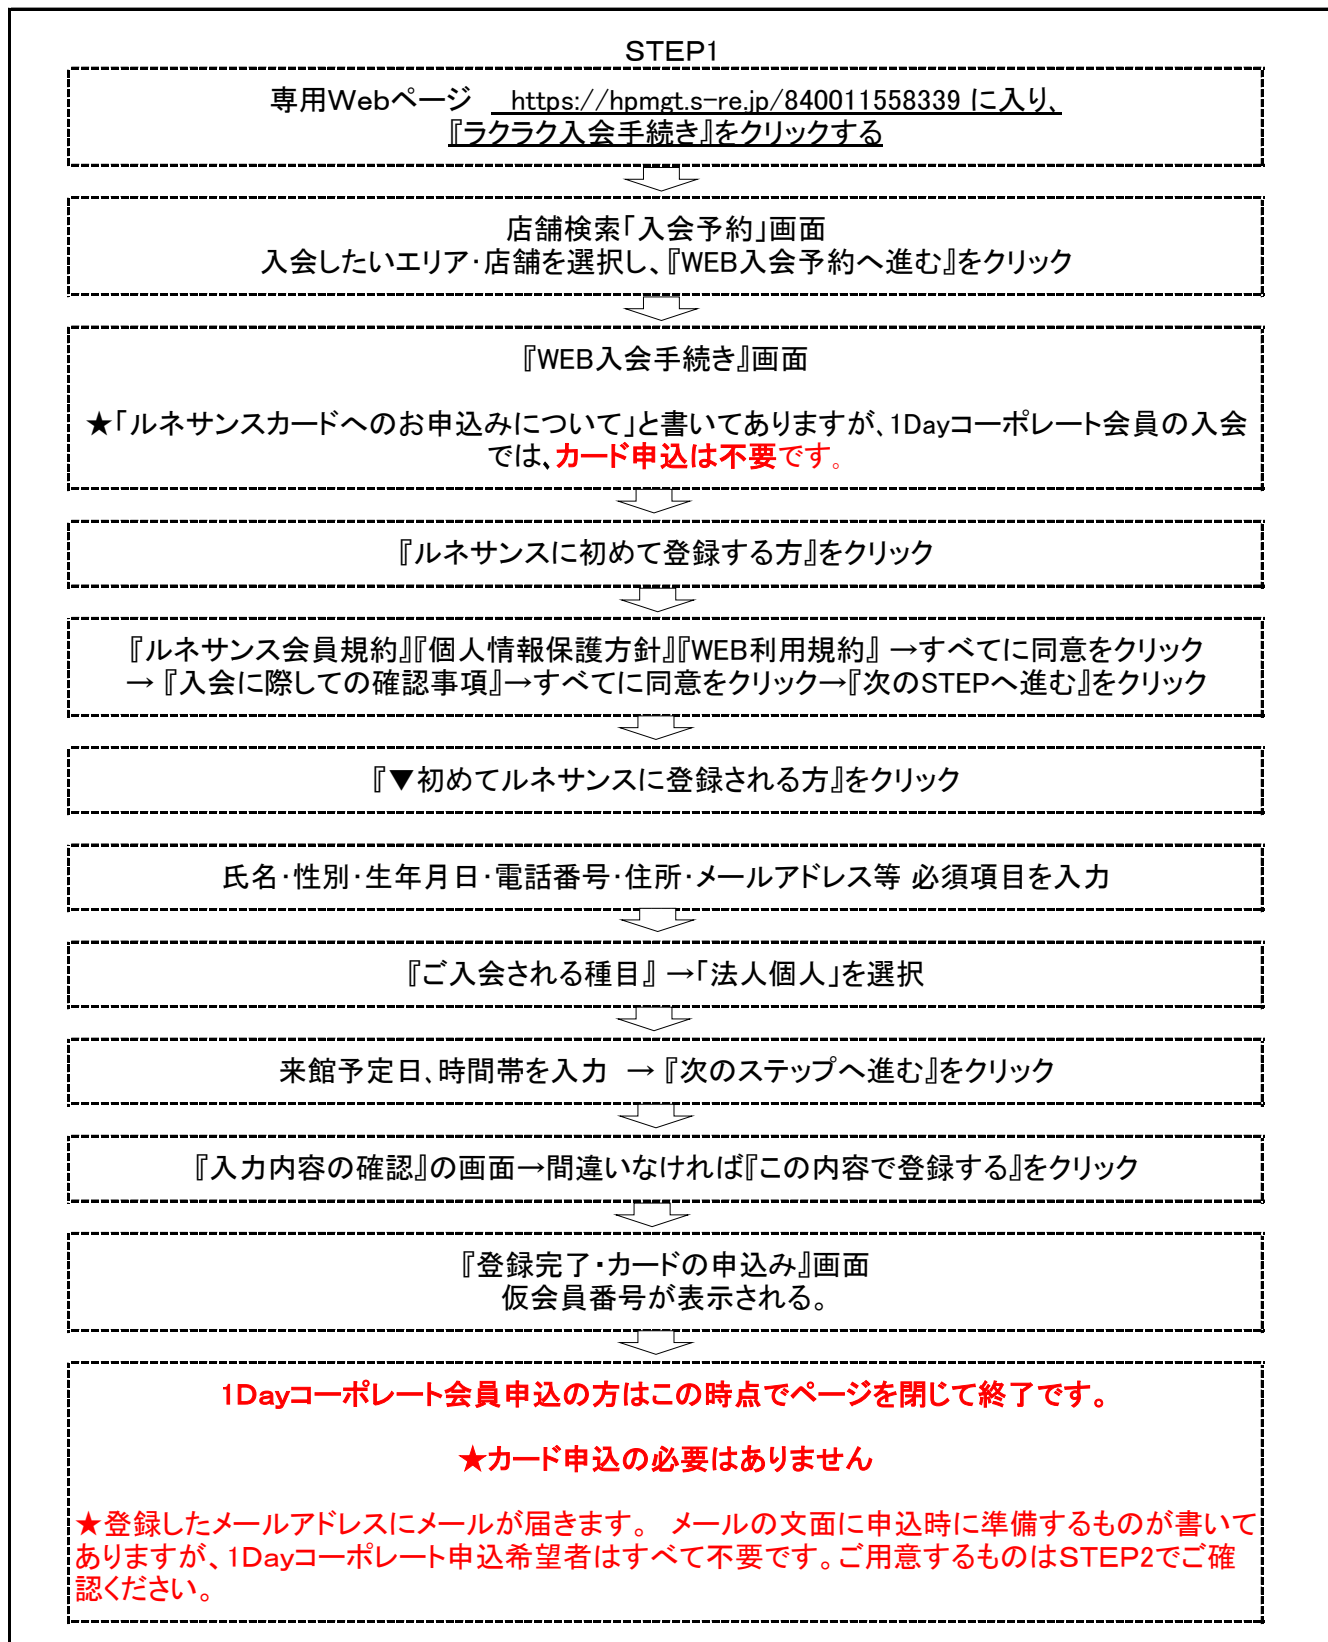 STEP1
専用Webページ　https://hpmgt.s-re.jp/840011558339 に入り、
『ラクラク入会手続き』をクリックする
店舗検索「入会予約」画面
入会したいエリア・店舗を選択し、『WEB入会予約へ進む』をクリック
『WEB入会手続き』画面
★「ルネサンスカードへのお申込みについて」と書いてありますが、1Dayコーポレート会員の入会
では、カード申込は不要です。
『ルネサンスに初めて登録する方』をクリック
『ルネサンス会員規約』『個人情報保護方針』『WEB利用規約』 →すべてに同意をクリック
→ 『入会に際しての確認事項』→すべてに同意をクリック→『次のSTEPへ進む』をクリック
『▼初めてルネサンスに登録される方』をクリック
氏名・性別・生年月日・電話番号・住所・メールアドレス等 必須項目を入力
『ご入会される種目』 →「法人個人」を選択
来館予定日、時間帯を入力 → 『次のステップへ進む』をクリック
『入力内容の確認』の画面→間違いなければ『この内容で登録する』をクリック
『登録完了・カードの申込み』画面
仮会員番号が表示される。
1Dayコーポレート会員申込の方はこの時点でページを閉じて終了です。
★カード申込の必要はありません
★登録したメールアドレスにメールが届きます。 メールの文面に申込時に準備するものが書いて
ありますが、1Dayコーポレート申込希望者はすべて不要です。ご用意するものはSTEP2でご確
認ください。